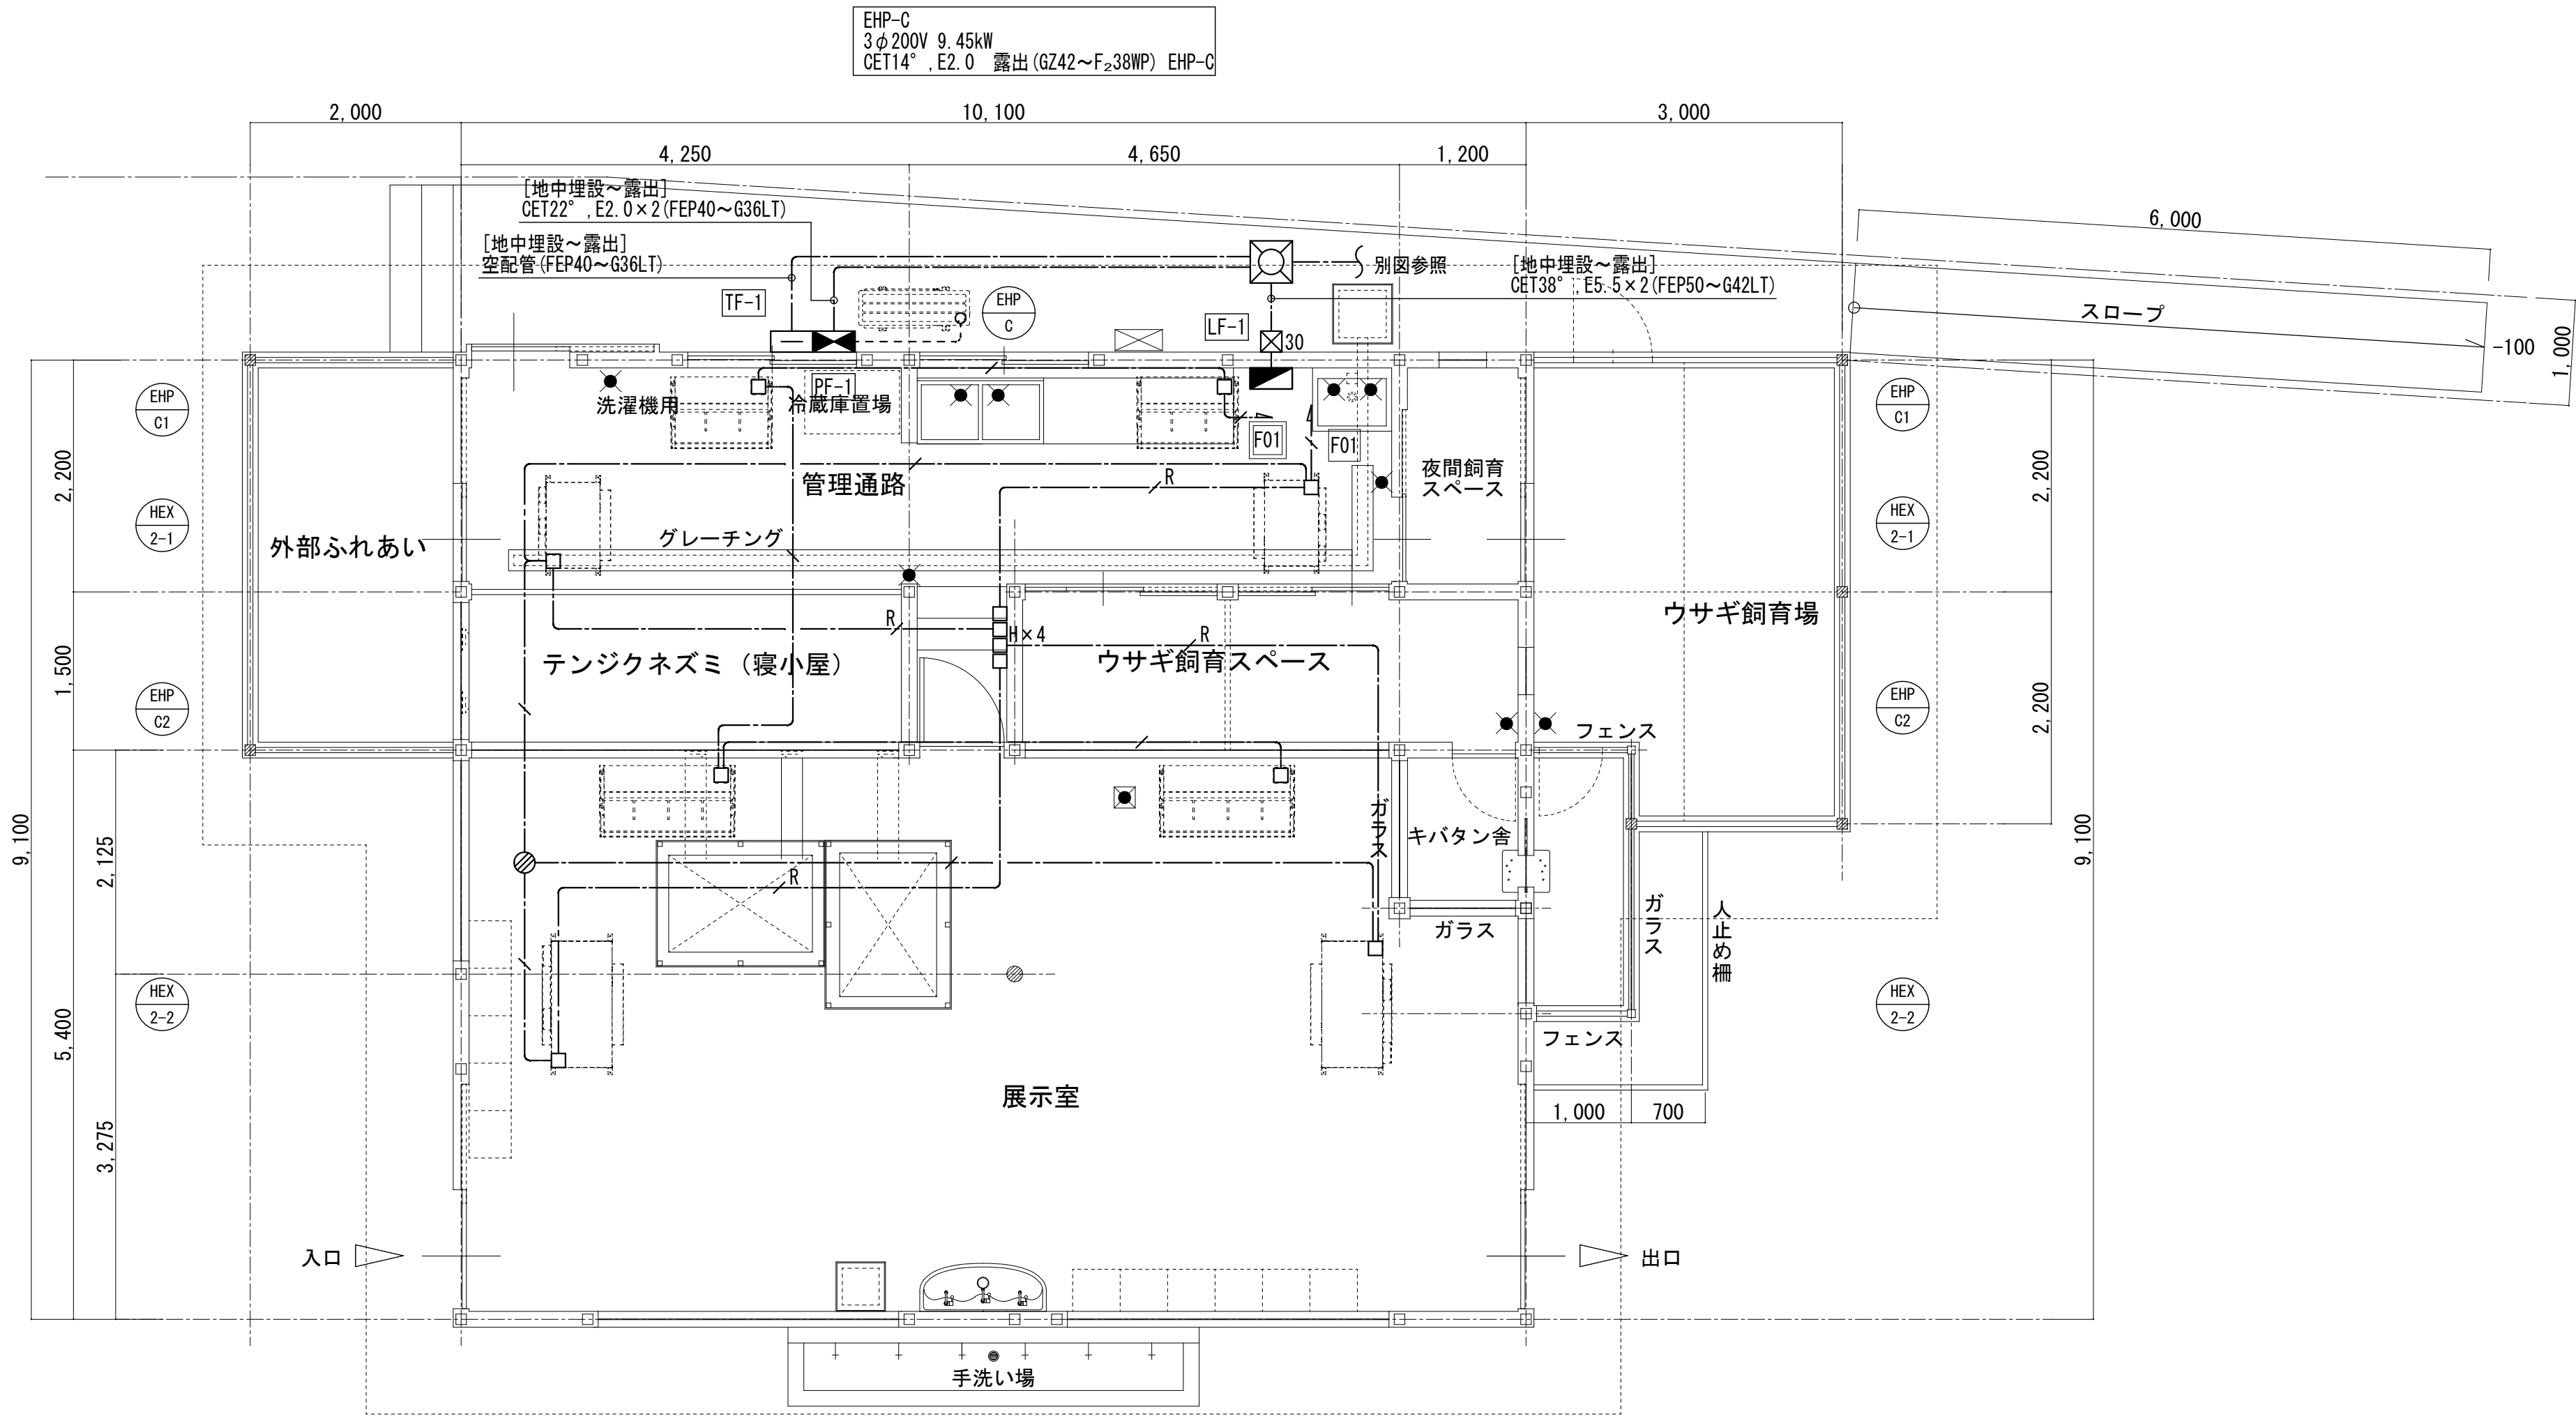 EHP-C
3φ200V 9.45kW
CET14°,E2.0 露出(GZ42～F₂38WP) EHP-C
2,000
10,100
3,000
4,250
4,650
1,200
[地中埋設～露出]
CET22°,E2.0×2(FEP40～G36LT)
[地中埋設～露出]
空配管(FEP40～G36LT)
6,000
別図参照
[地中埋設～露出]
CET38°,E5.5×2(FEP50～G42LT)
TF-1
EHP
C
LF-1
30
スロープ
-100
1,000
PF-1
洗濯機用
冷蔵庫置場
EHP
C1
EHP
C1
F01
F01
管理通路
R
夜間飼育
スペース
2,200
2,200
HEX
2-1
HEX
2-1
外部ふれあい
グレーチング
ウサギ飼育場
R
H×4
R
テンジクネズミ（寝小屋）
ウサギ飼育スペース
1,500
2,200
EHP
C2
EHP
C2
フェンス
9,100
2,125
ガラス
キバタン舎
9,100
R
ガラス
ガラス
人止め柵
5,400
HEX
2-2
HEX
2-2
フェンス
展示室
1,000
700
3,275
入口
出口
手洗い場